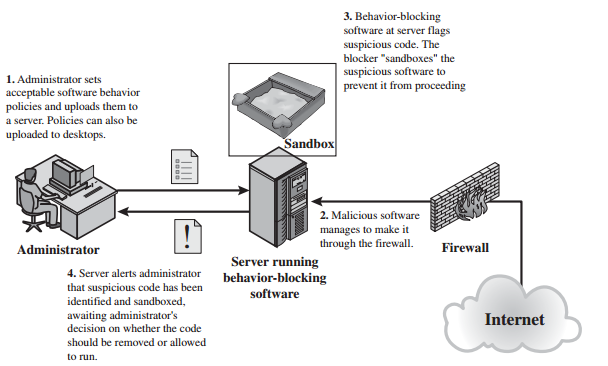 1. Administrator sets
acceptable software behavior
policies and uploads them to
a server. Policies can also be
uploaded to desktops.
3. Behavior-blocking
software at server flags
suspicious code. The
blocker "sandboxes" the
suspicious software to
prevent it from proceeding
Sandbox
Administrator
2. Malicious software
manages to make it
through the firewall.
Firewall
Server running
behavior-blocking
software
4. Server alerts administrator
that suspicious code has been
identified and sandboxed,
awaiting administrator's
decision on whether the code
should be removed or allowed
to run.
Internet